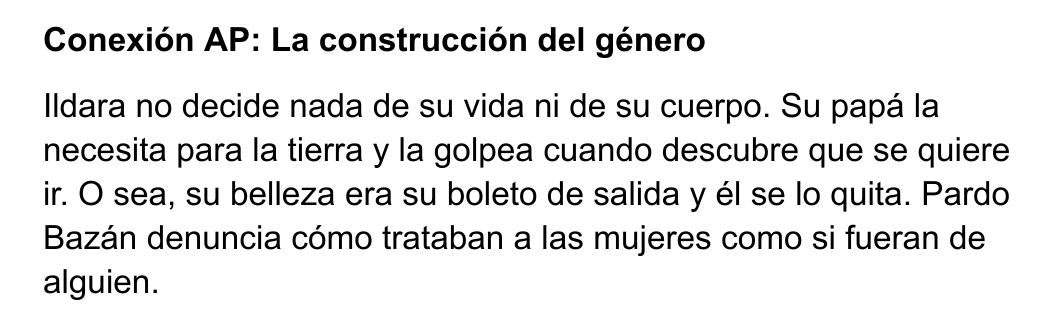 Conexión AP: La construcción del género
Ildara no decide nada de su vida ni de su cuerpo. Su papá la
necesita para la tierra y la golpea cuando descubre que se quiere
ir. O sea, su belleza era su boleto de salida y él se lo quita. Pardo
Bazán denuncia cómo trataban a las mujeres como si fueran de
alguien.